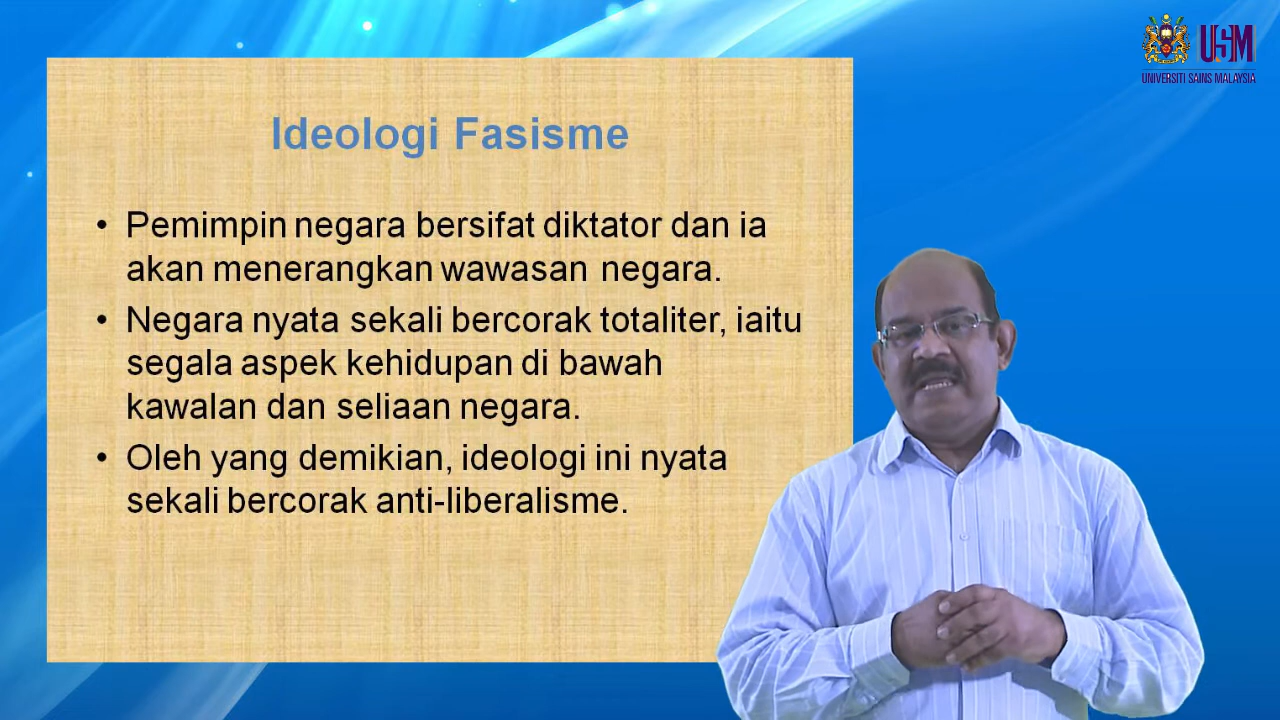 USM
UNIVERSITI SAINS MALAYSIA
Ideologi Fasisme
• Pemimpin negara bersifat diktator dan ia
akan menerangkan wawasan negara.
• Negara nyata sekali bercorak totaliter, iaitu
segala aspek kehidupan di bawah
kawalan dan seliaan negara.
• Oleh yang demikian, ideologi ini nyata
sekali bercorak anti-liberalisme.